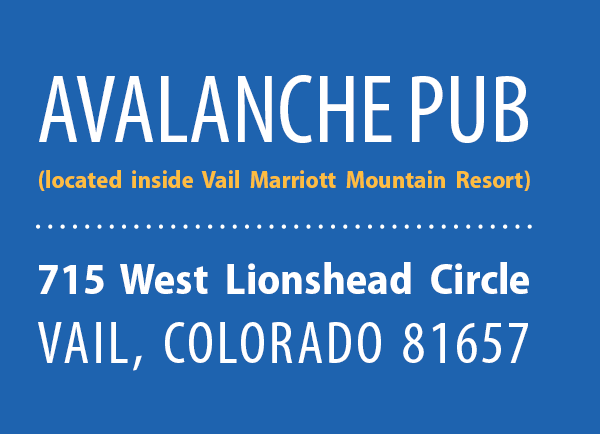 AVALANCHE PUB
(located inside Vail Marriott Mountain Resort)
715 West Lionshead Circle
VAIL, COLORADO 81657